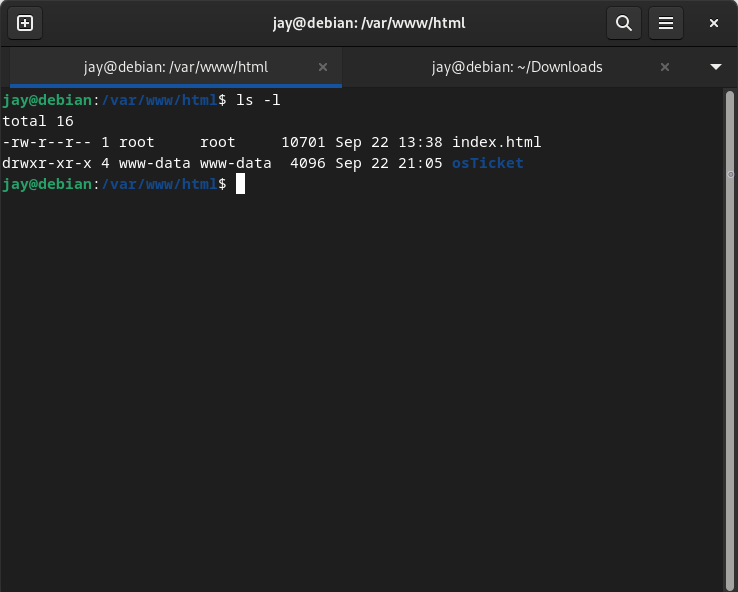 jay@debian: /var/www/html
jay@debian: /var/www/html
jay@debian: ~/Downloads
jay@debian:/var/www/html$ ls -l
total 16
-rw-r--r-- 1 root     root     10701 Sep 22 13:38 index.html
drwxr-xr-x 4 www-data www-data  4096 Sep 22 21:05 osTicket
jay@debian:/var/www/html$